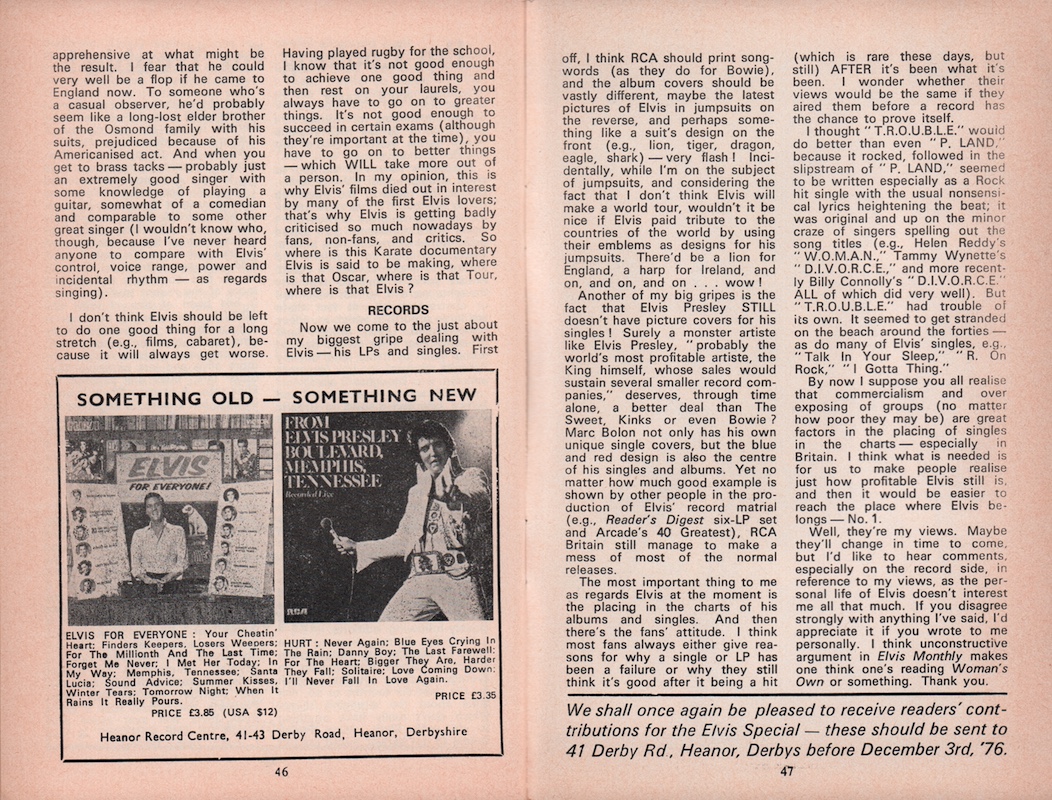 apprehensive at what might be
the result. I fear that he could
very well be a flop if he came to
England now. To someone who's
a casual observer, he'd probably
seem like a long-lost elder brother
of the Osmond family with his
suits, prejudiced because of his
Americanised act. And when you
get to brass tacks — probably just
an extremely good singer with
some knowledge of playing a
guitar, somewhat of a comedian
and comparable to some other
great singer (I wouldn't know who,
though, because I've never heard
anyone to compare with Elvis'
control, voice range, power and
incidental rhythm — as regards
singing).
I don't think Elvis should be left
to do one good thing for a long
stretch (e.g., films, cabaret), be-
cause it will always get worse.
Having played rugby for the school,
I know that it's not good enough
to achieve one good thing and
then rest on your laurels, you
always have to go on to greater
things. It's not good enough to
succeed in certain exams (although
they're important at the time), you
have to go on to better things
— which WILL take more out of
a person. In my opinion, this is
why Elvis' films died out in interest
by many of the first Elvis lovers;
that's why Elvis is getting badly
criticised so much nowadays by
fans, non-fans, and critics. So
where is this Karate documentary
Elvis is said to be making, where
is that Oscar, where is that Tour,
where is that Elvis ?
RECORDS
Now we come to the just about
my biggest gripe dealing with
Elvis — his LPs and singles. First
SOMETHING OLD — SOMETHING NEW
ELVIS
FOR EVERYONE!
FROM
ELVIS PRESLEY
BOULEVARD,
MEMPHIS,
TENNESSEE
Recorded Live
RCA
ELVIS FOR EVERYONE : Your Cheatin'
Heart; Finders Keepers, Losers Weepers;
For The Millionth And The Last Time;
Forget Me Never; I Met Her Today; In
My Way; Memphis, Tennessee; Santa
Lucia; Sound Advice; Summer Kisses,
Winter Tears; Tomorrow Night; When It
Rains It Really Pours.
PRICE £3.85 (USA $12)
HURT : Never Again; Blue Eyes Crying In
The Rain; Danny Boy; The Last Farewell;
For The Heart; Bigger They Are, Harder
They Fall; Solitaire; Love Coming Down;
I'll Never Fall In Love Again.
PRICE £3.35
Heanor Record Centre, 41-43 Derby Road, Heanor, Derbyshire
46
off, I think RCA should print song-
words (as they do for Bowie),
and the album covers should be
vastly different, maybe the latest
pictures of Elvis in jumpsuits on
the reverse, and perhaps some-
thing like a suit's design on the
front (e.g., lion, tiger, dragon,
eagle, shark) — very flash ! Inci-
dentally, while I'm on the subject
of jumpsuits, and considering the
fact that I don't think Elvis will
make a world tour, wouldn't it be
nice if Elvis paid tribute to the
countries of the world by using
their emblems as designs for his
jumpsuits. There'd be a lion for
England, a harp for Ireland, and
on, and on, and on . . . wow !
Another of my big gripes is the
fact that Elvis Presley STILL
doesn't have picture covers for his
singles ! Surely a monster artiste
like Elvis Presley, " probably the
world's most profitable artiste, the
King himself, whose sales would
sustain several smaller record com-
panies," deserves, through time
alone, a better deal than The
Sweet, Kinks or even Bowie ?
Marc Bolon not only has his own
unique single covers, but the blue
and red design is also the centre
of his singles and albums. Yet no
matter how much good example is
shown by other people in the pro-
duction of Elvis' record matrial
(e.g., Reader's Digest six-LP set
and Arcade's 40 Greatest), RCA
Britain still manage to make a
mess of most of the normal
releases.
The most important thing to me
as regards Elvis at the moment is
the placing in the charts of his
albums and singles. And then
there's the fans' attitude. I think
most fans always either give rea-
sons for why a single or LP has
been a failure or why they still
think it's good after it being a hit
(which is rare these days, but
still) AFTER it's been what it's
been. I wonder whether their
views would be the same if they
aired them before a record has
the chance to prove itself.
I thought " T.R.O.U.B.L.E." would
do better than even " P. LAND,"
because it rocked, followed in the
slipstream of " P. LAND," seemed
to be written especially as a Rock
hit single with the usual nonsensi-
cal lyrics heightening the beat; it
was original and up on the minor
craze of singers spelling out the
song titles (e.g., Helen Reddy's
" W.O.M.A.N.," Tammy Wynette's
" D.I.V.O.R.C.E.," and more recent-
ly Billy Connolly's " D.I.V.O.R.C.E."
ALL of which did very well). But
" T.R.O.U.B.L.E." had trouble of
its own. It seemed to get stranded
on the beach around the forties —
as do many of Elvis' singles, e.g.,
" Talk In Your Sleep," " R. On
Rock," " I Gotta Thing."
By now I suppose you all realise
that commercialism and over
exposing of groups (no matter
how poor they may be) are great
factors in the placing of singles
in the charts — especially in
Britain. I think what is needed is
for us to make people realise
just how profitable Elvis still is,
and then it would be easier to
reach the place where Elvis be-
longs — No. 1.
Well, they're my views. Maybe
they'll change in time to come,
but I'd like to hear comments,
especially on the record side, in
reference to my views, as the per-
sonal life of Elvis doesn't interest
me all that much. If you disagree
strongly with anything I've said, I'd
appreciate it if you wrote to me
personally. I think unconstructive
argument in Elvis Monthly makes
one think one's reading Woman's
Own or something. Thank you.
We shall once again be pleased to receive readers' cont-
tributions for the Elvis Special — these should be sent to
41 Derby Rd., Heanor, Derbys before December 3rd, '76.
47